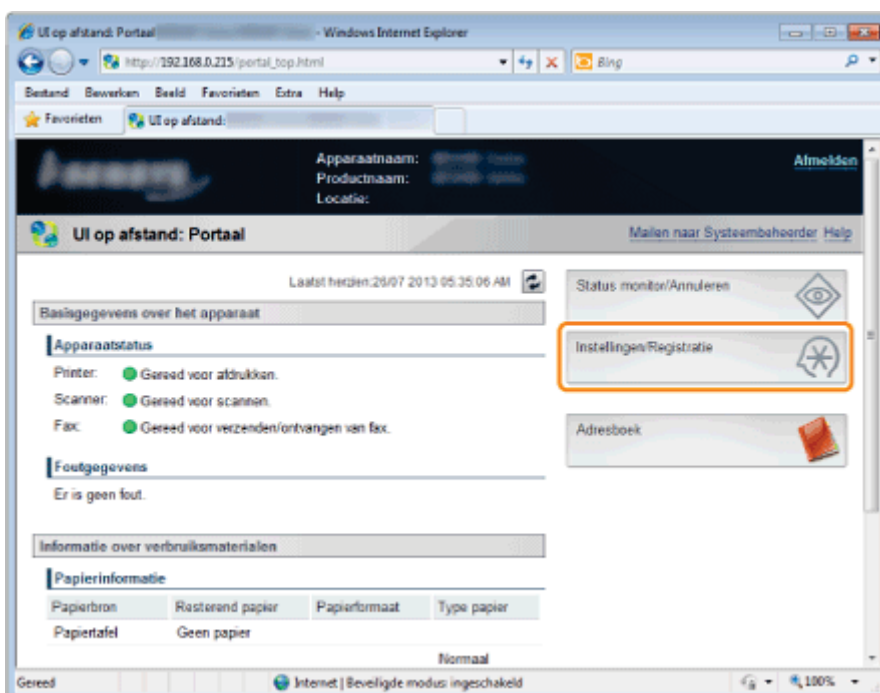 UI op afstand: Portaal - Windows Internet Explorer
http://192.168.0.215/portal_top.html
Bing
Bestand Bewerken Beeld Favorieten Extra Help
Favorieten
UI op afstand:
Apparaatnaam:
Productnaam:
Locatie:
Afmelden
UI op afstand: Portaal
Mailen naar Systeembeheerder Help
Laatst herzien:26/07 2013 05:35:06 AM
Basisgegevens over het apparaat
Apparaatstatus
Printer: Gereed voor afdrukken.
Scanner: Gereed voor scannen.
Fax: Gereed voor verzenden/ontvangen van fax.
Foutgegevens
Er is geen fout.
Informatie over verbruiksmaterialen
Papierinformatie
Papierbron Resterend papier Papierformaat Type papier
Papiertafel Geen papier
Normaal
Status monitor/Annuleren
Instellingen/Registratie
Adresboek
Gereed
Internet | Beveiligde modus: ingeschakeld
100%